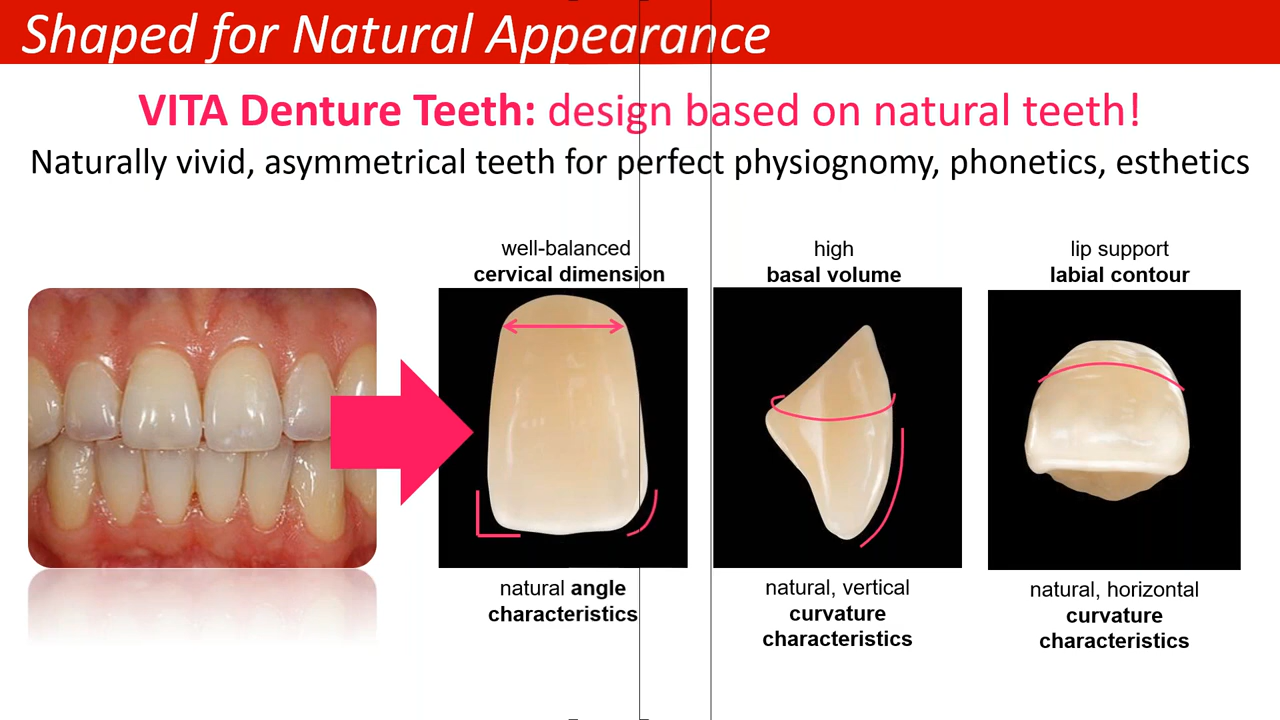 Shaped for Natural Appearance
VITA Denture Teeth: design based on natural teeth!
Naturally vivid, asymmetrical teeth for perfect physiognomy, phonetics, esthetics
well-balanced
cervical dimension
high
basal volume
lip support
labial contour
natural angle
characteristics
natural, vertical
curvature
characteristics
natural, horizontal
curvature
characteristics